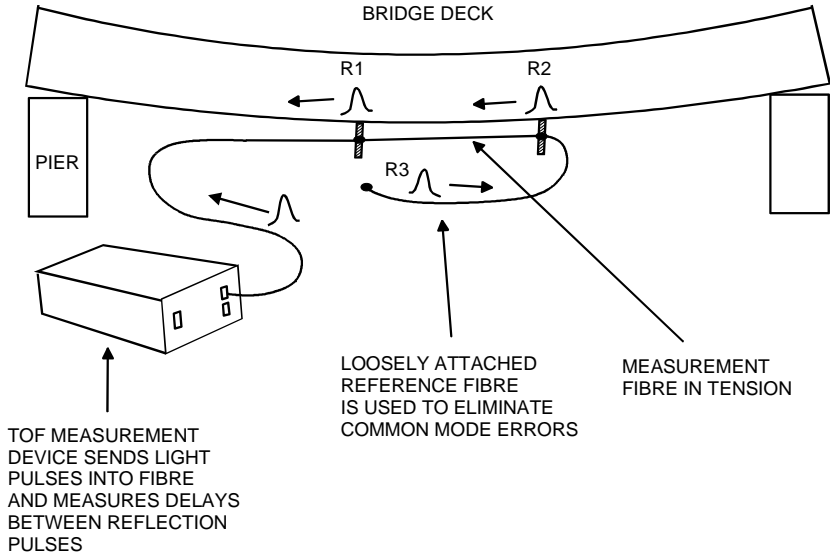 BRIDGE DECK
R1
R2
PIER
R3
LOOSELY ATTACHED
REFERENCE FIBRE
IS USED TO ELIMINATE
COMMON MODE ERRORS
MEASUREMENT
FIBRE IN TENSION
TOF MEASUREMENT
DEVICE SENDS LIGHT
PULSES INTO FIBRE
AND MEASURES DELAYS
BETWEEN REFLECTION
PULSES